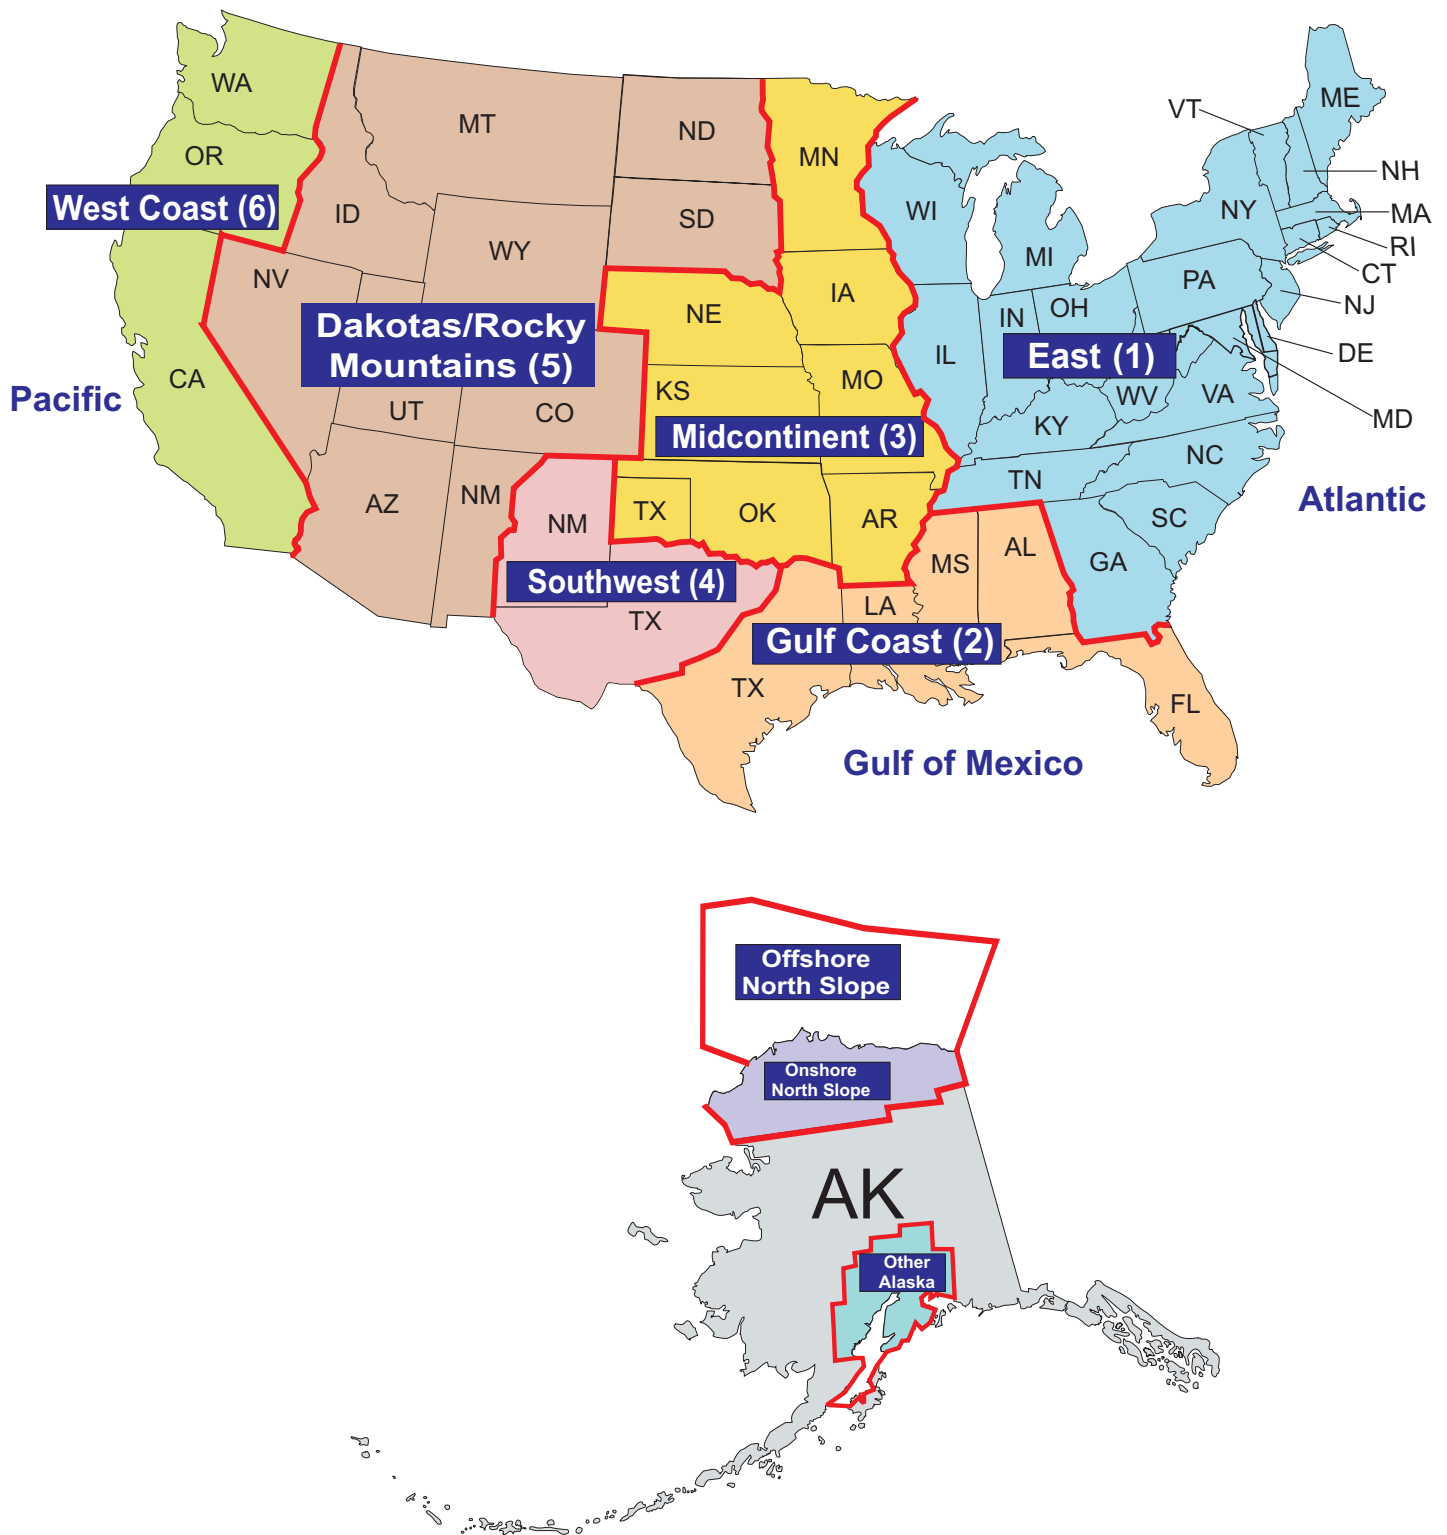 WA
OR
West Coast (6)
Pacific
CA
NV
ID
MT
WY
UT
CO
AZ
NM
Dakotas/Rocky
Mountains (5)
ND
SD
NE
KS
MN
IA
MO
Midcontinent (3)
TX
OK
AR
NM
Southwest (4)
TX
TX
LA
MS
AL
FL
Gulf Coast (2)
Gulf of Mexico
WI
MI
IL
IN
OH
East (1)
KY
WV
VA
TN
NC
SC
GA
PA
NY
VT
ME
NH
MA
RI
CT
NJ
DE
MD
Atlantic
Offshore
North Slope
Onshore
North Slope
AK
Other
Alaska